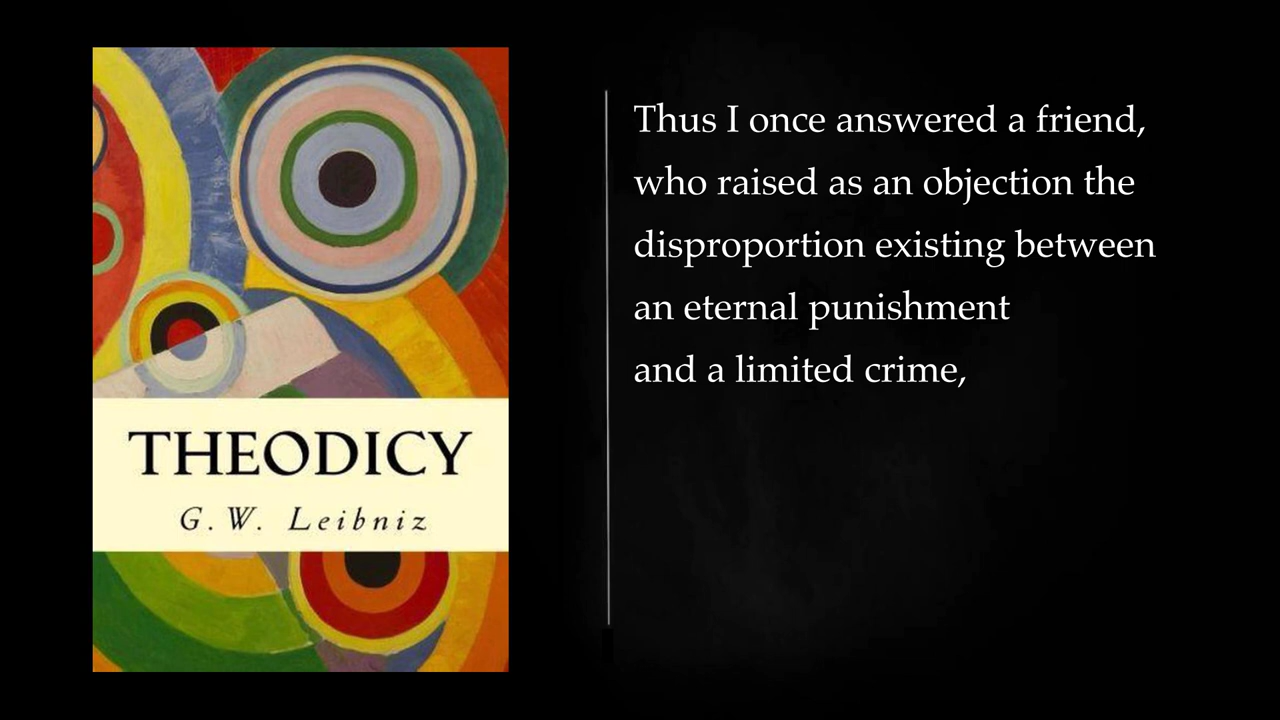 THEODICY
G. W. Leibniz
Thus I once answered a friend,
who raised as an objection the
disproportion existing between
an eternal punishment
and a limited crime,